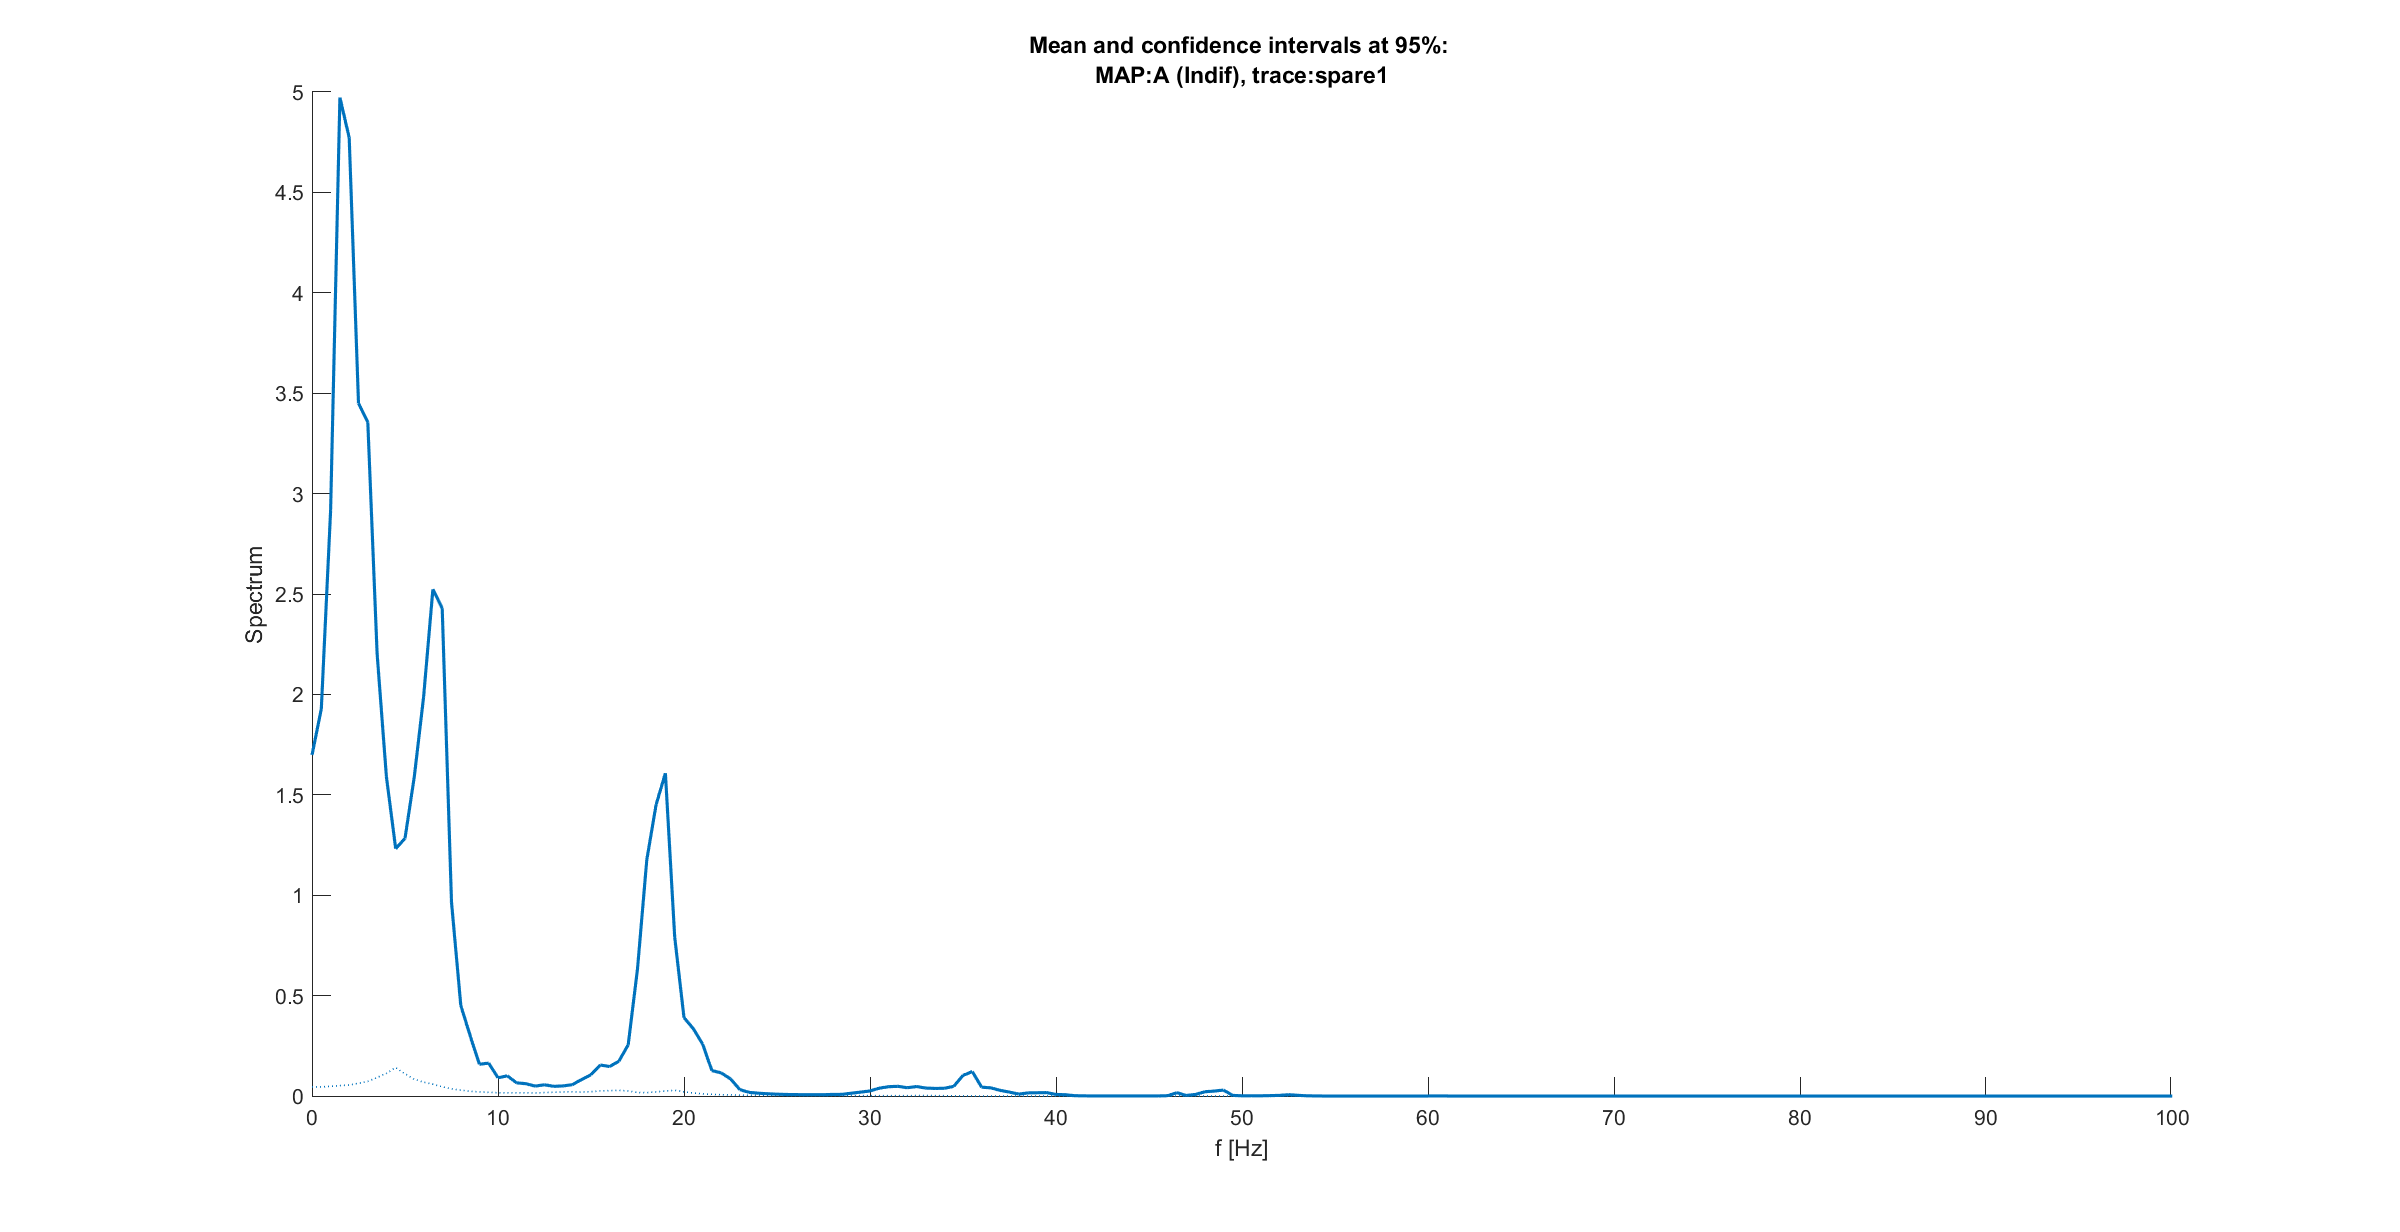 Mean and confidence intervals at 95%:
MAP:A (Indif), trace:spare1
5
4.5
4
3.5
3
2.5
2
1.5
1
0.5
0
Spectrum
0 10 20 30 40 50 60 70 80 90 100
f [Hz]